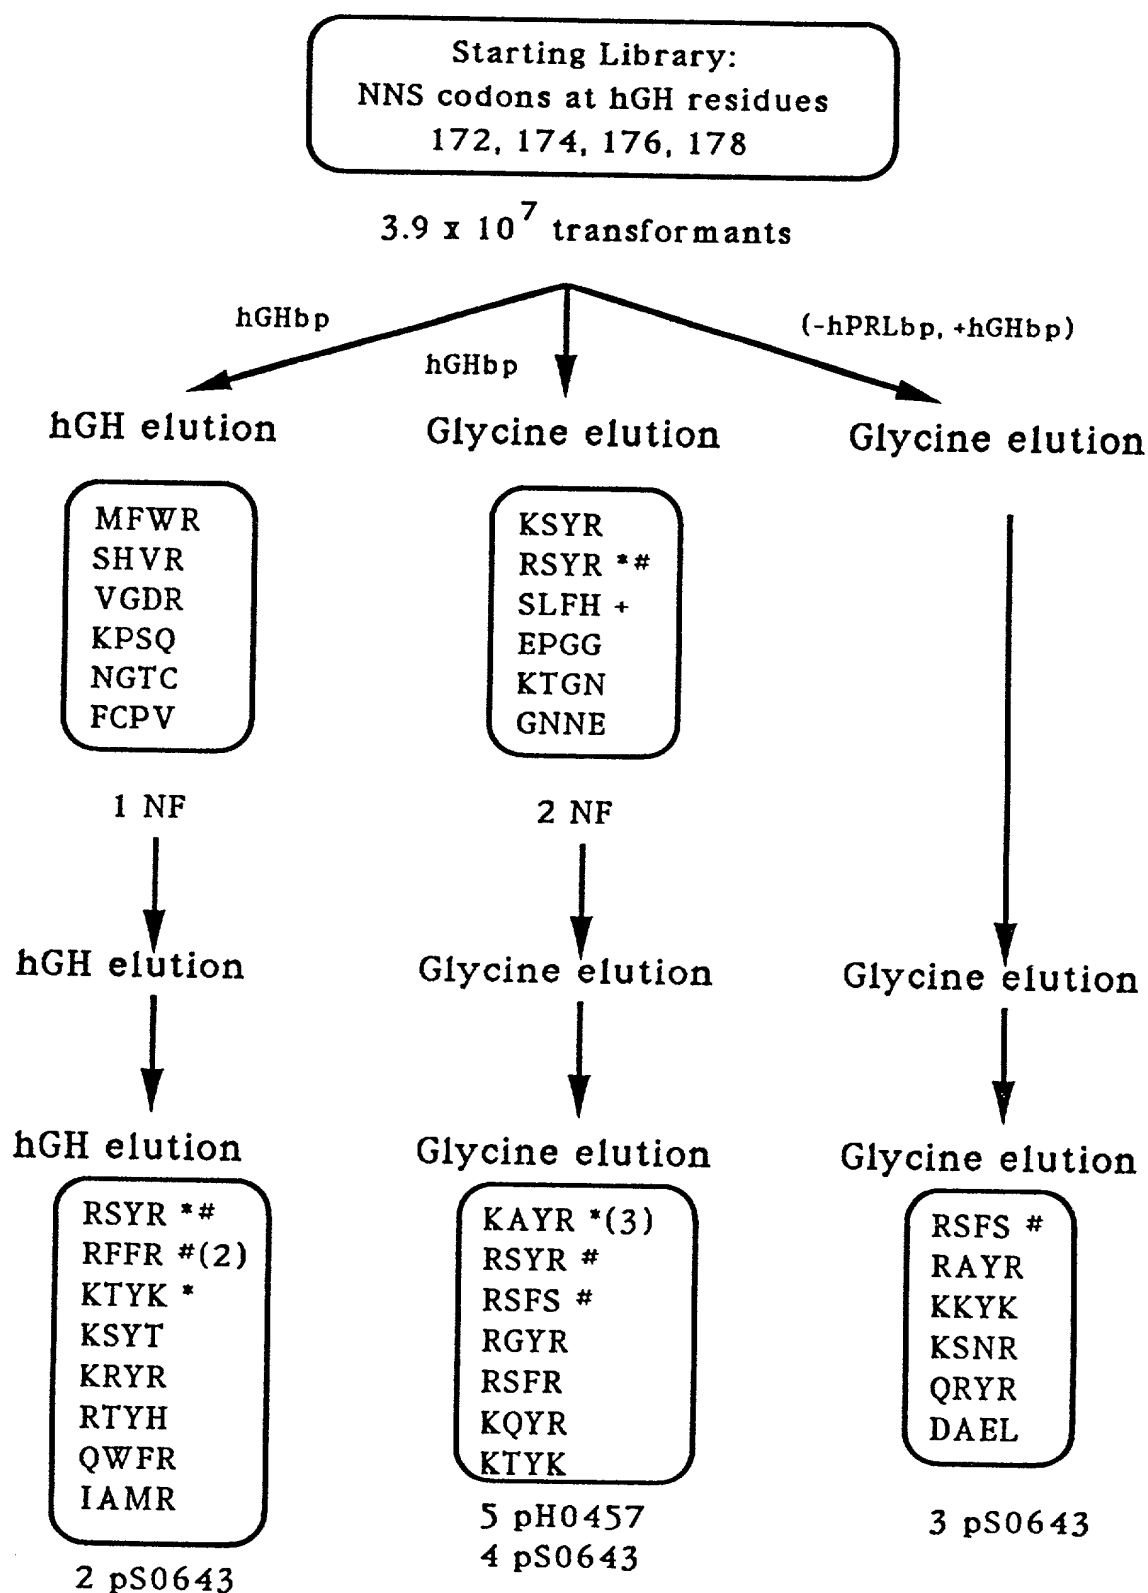 Starting Library:
NNS codons at hGH residues
172, 174, 176, 178
3.9 x 10^7 transformants
hGHbp
hGHbp
(-hPRLbp, +hGHbp)
hGH elution
Glycine elution
Glycine elution
MFWR
SHVR
VGDR
KPSQ
NGTC
FCPV
1 NF
KSYR
RSYR *#
SLFH +
EPGG
KTGN
GNNE
2 NF
hGH elution
Glycine elution
Glycine elution
hGH elution
Glycine elution
Glycine elution
RSYR *#
RFFR #(2)
KTYK *
KSYT
KRYR
RTYH
QWFR
IAMR
2 pS0643
KAYR *(3)
RSYR #
RSFS #
RGYR
RSFR
KQYR
KTYK
5 pH0457
4 pS0643
RSFS #
RAYR
KKYK
KSNR
QRYR
DAEL
3 pS0643